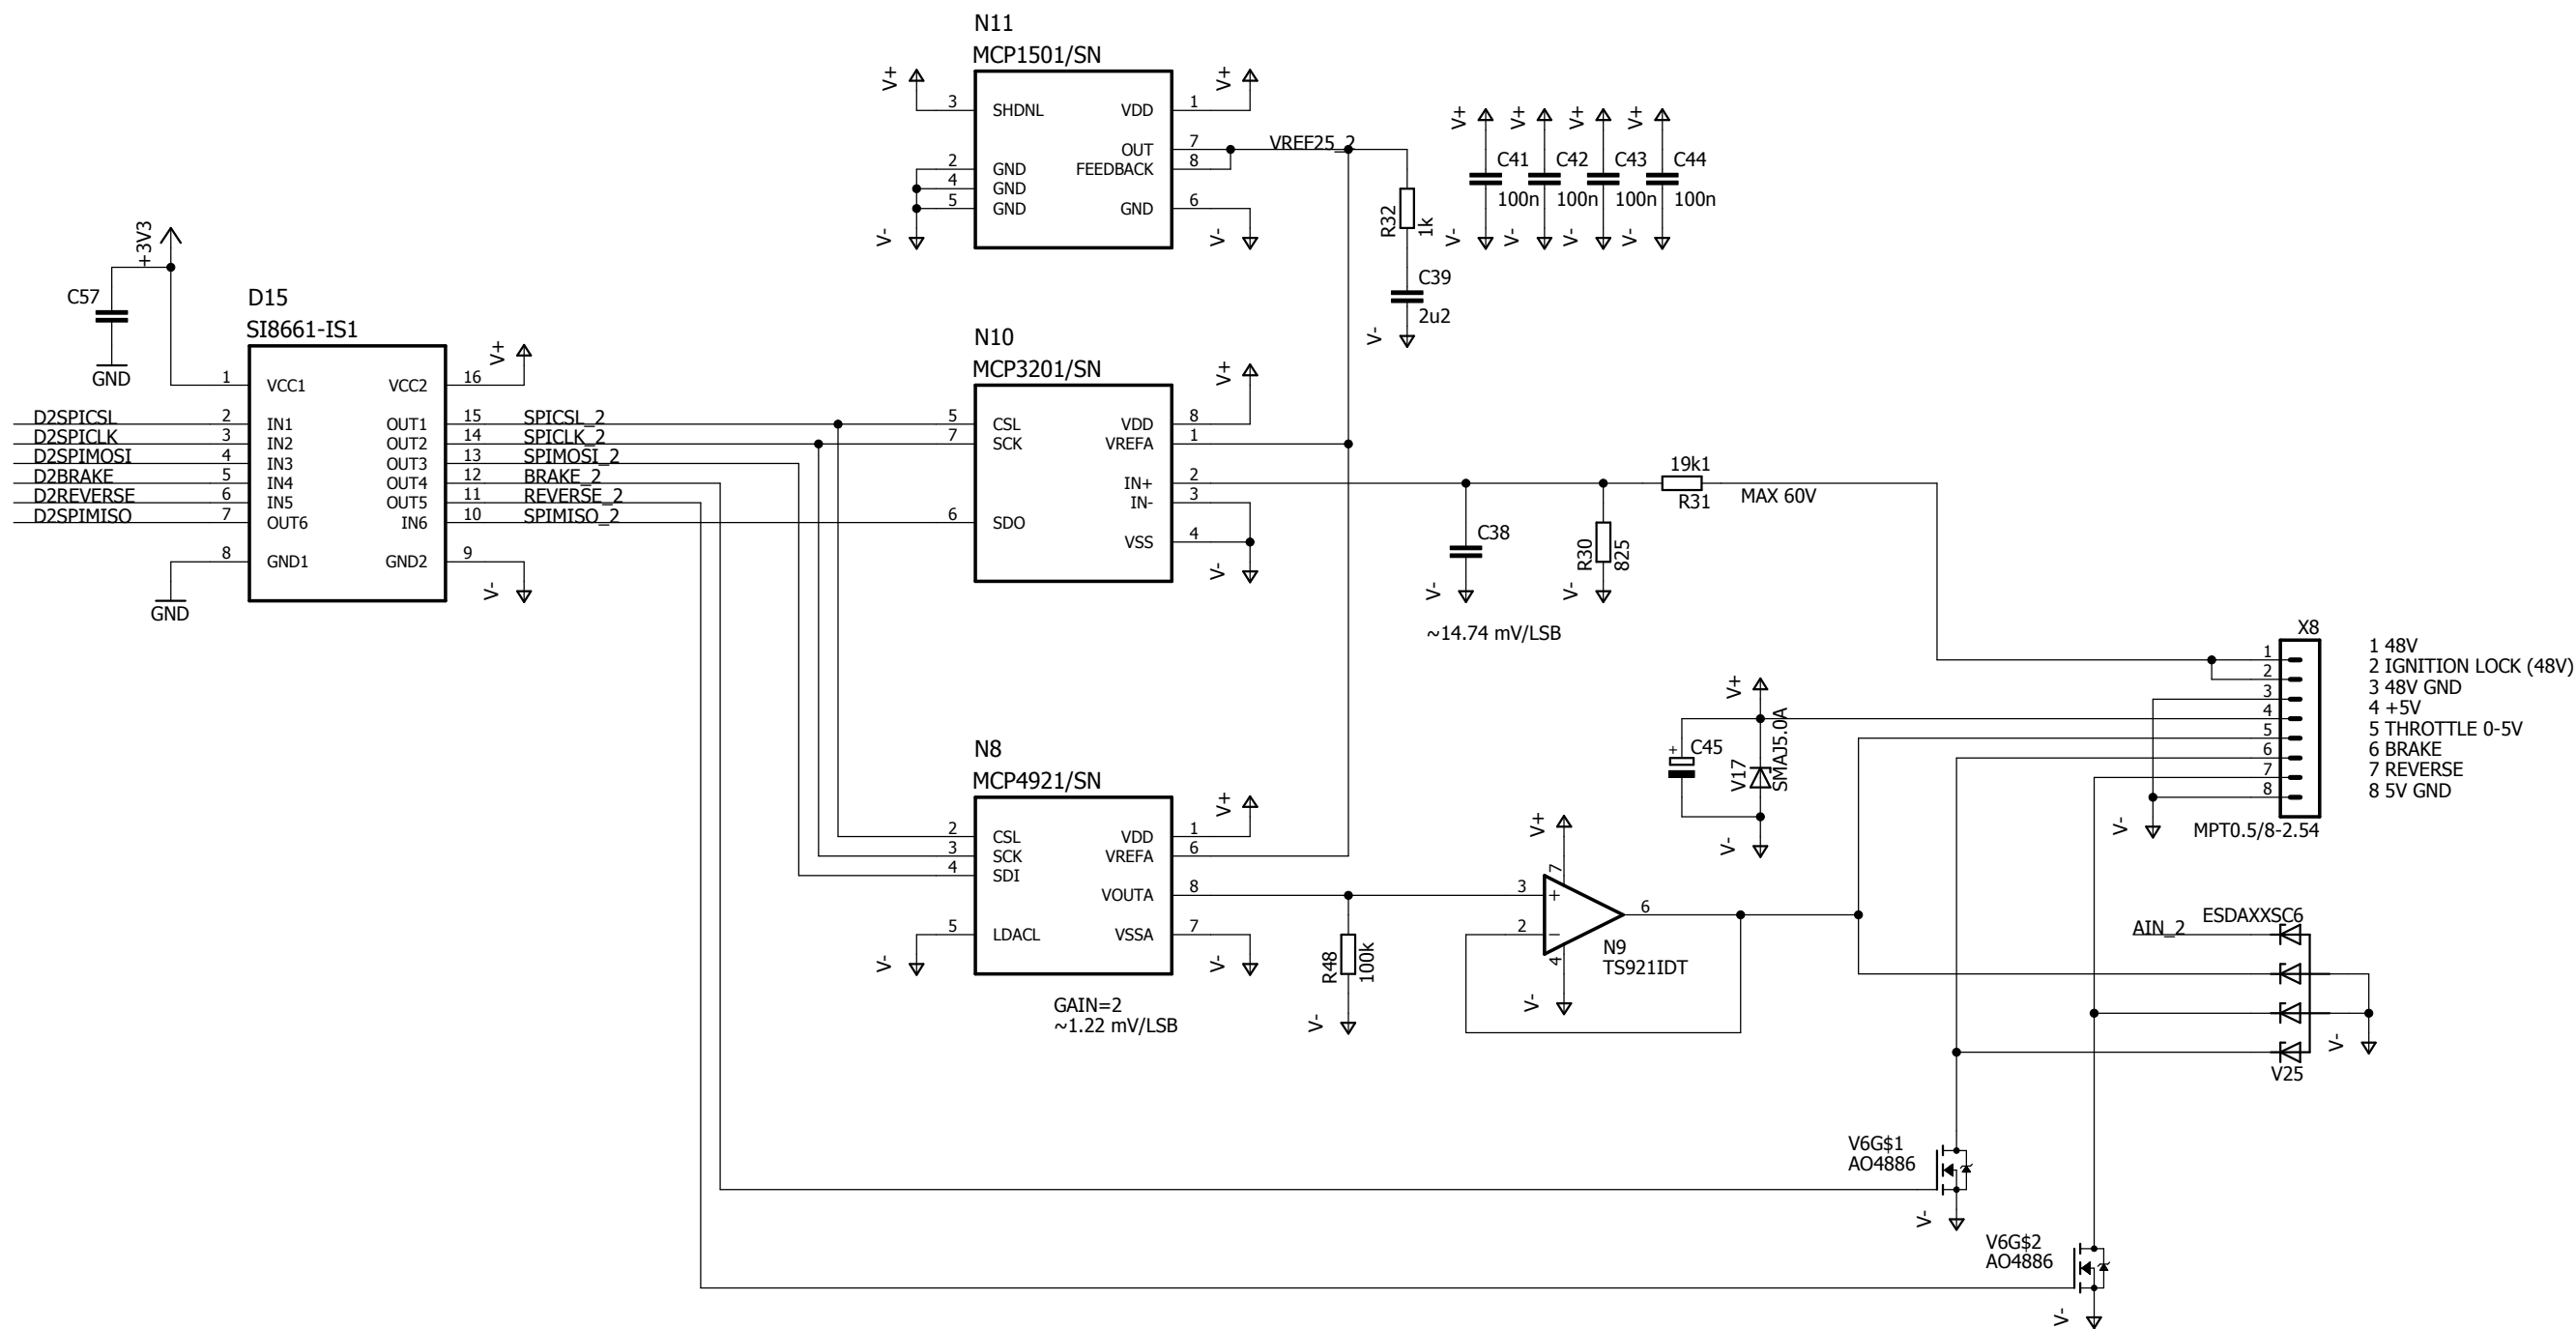 N11
MCP1501/SN
V+
3 SHDNL VDD 1
V+
OUT 7
VREF25_2
2 GND FEEDBACK 8
4 GND
5 GND GND 6
V-
V-
R32
1k
C39
2u2
V-
V+ V+ V+ V+
C41 C42 C43 C44
100n 100n 100n 100n
V- V- V- V-
+3V3
C57
GND
D15
SI8661-IS1
V+
1 VCC1 VCC2 16
D2SPICSL 2 IN1 OUT1 15 SPICSL_2
D2SPICLK 3 IN2 OUT2 14 SPICLK_2
D2SPIMOSI 4 IN3 OUT3 13 SPIMOSI_2
D2BRAKE 5 IN4 OUT4 12 BRAKE_2
D2REVERSE 6 IN5 OUT5 11 REVERSE_2
D2SPIMISO 7 OUT6 IN6 10 SPIMISO_2
8 GND1 GND2 9
GND
V-
N10
MCP3201/SN
V+
5 CSL VDD 8
7 SCK VREFA 1
IN+ 2
IN- 3
6 SDO
VSS 4
V-
C38
V-
R30
825
V-
19k1
R31
MAX 60V
~14.74 mV/LSB
X8
1
2
3
4
5
6
7
8
MPT0.5/8-2.54
V-
1 48V
2 IGNITION LOCK (48V)
3 48V GND
4 +5V
5 THROTTLE 0-5V
6 BRAKE
7 REVERSE
8 5V GND
V+
+
C45
V17
SMAJ5.0A
V-
N8
MCP4921/SN
V+
2 CSL VDD 1
3 SCK VREFA 6
4 SDI
VOUTA 8
5 LDACL VSSA 7
V-
V-
GAIN=2
~1.22 mV/LSB
R48
100k
V-
V+
7
3 +
6
2 −
4
N9
TS921IDT
V-
ESDAXXSC6
AIN_2
V-
V25
V6G$1
AO4886
V-
V6G$2
AO4886
V-